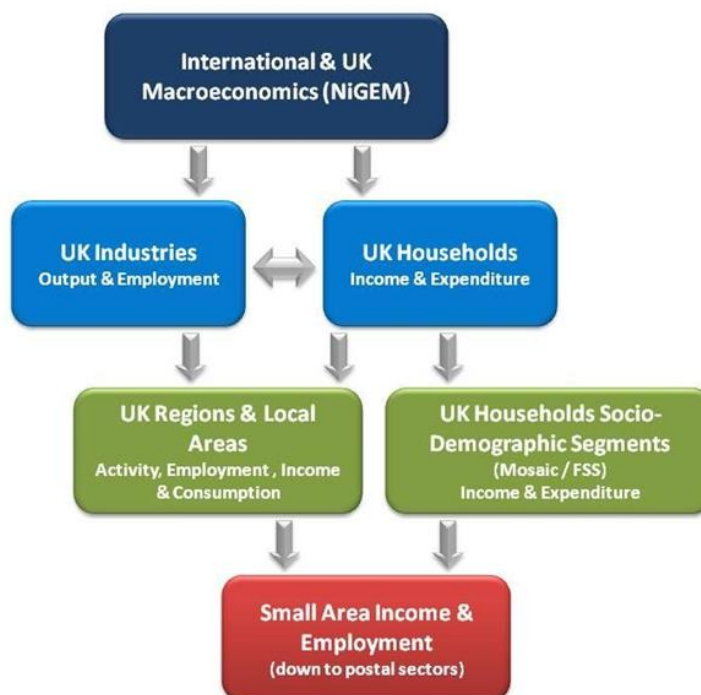 International & UK
Macroeconomics (NiGEM)
UK Industries
Output & Employment
UK Households
Income & Expenditure
UK Regions & Local
Areas
Activity, Employment , Income
& Consumption
UK Households Socio-
Demographic Segments
(Mosaic / FSS)
Income & Expenditure
Small Area Income &
Employment
(down to postal sectors)